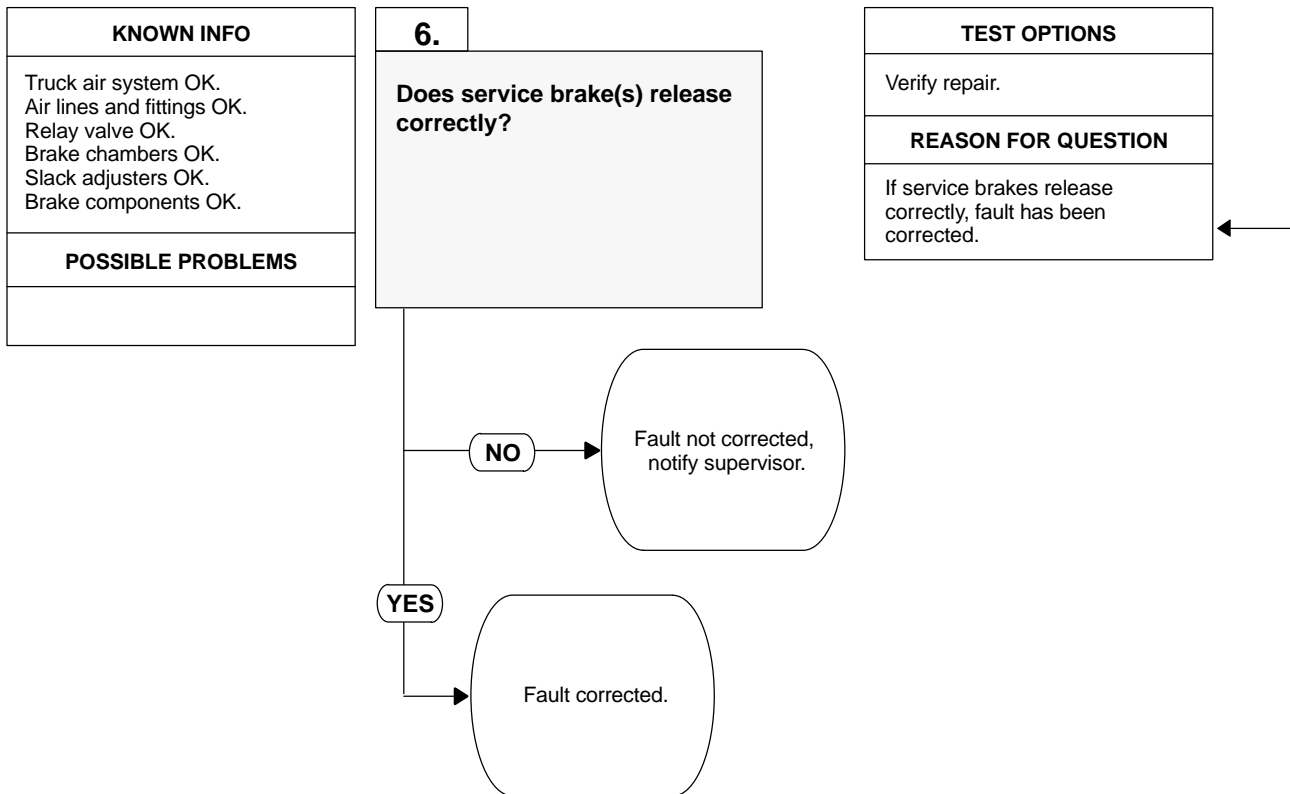 KNOWN INFO
Truck air system OK.
Air lines and fittings OK.
Relay valve OK.
Brake chambers OK.
Slack adjusters OK.
Brake components OK.
POSSIBLE PROBLEMS
6.
Does service brake(s) release
correctly?
TEST OPTIONS
Verify repair.
REASON FOR QUESTION
If service brakes release
correctly, fault has been
corrected.
NO
Fault not corrected,
notify supervisor.
YES
Fault corrected.